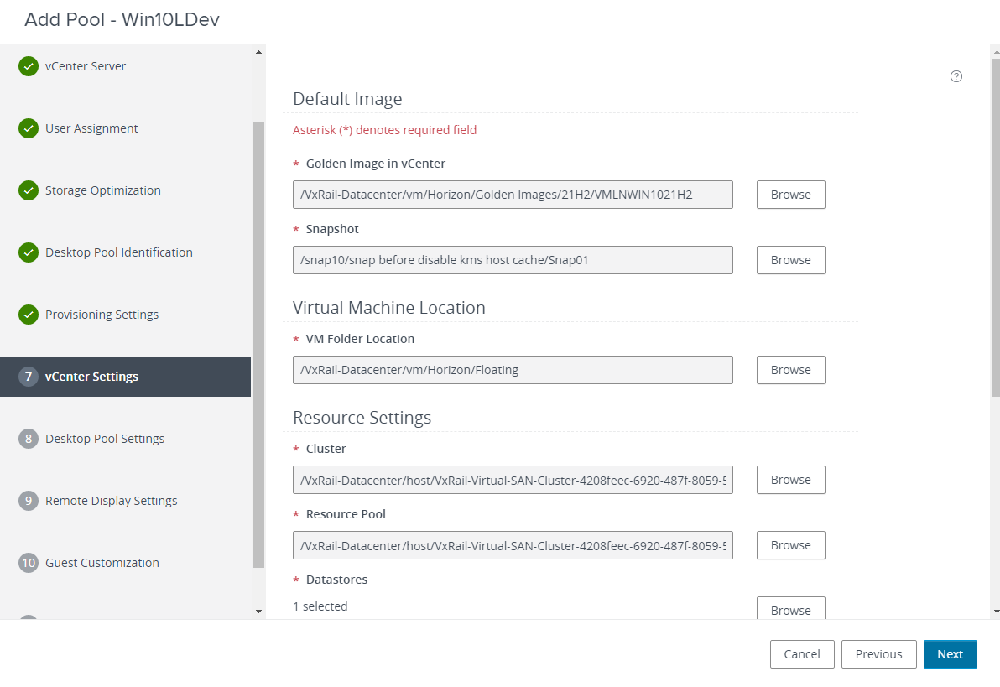 Add Pool - Win10LDev
vCenter Server
User Assignment
Storage Optimization
Desktop Pool Identification
Provisioning Settings
7 vCenter Settings
8 Desktop Pool Settings
9 Remote Display Settings
10 Guest Customization
?
Default Image
Asterisk (*) denotes required field
* Golden Image in vCenter
/VxRail-Datacenter/vm/Horizon/Golden Images/21H2/VMLNWIN1021H2 Browse
* Snapshot
/snap10/snap before disable kms host cache/Snap01 Browse
Virtual Machine Location
* VM Folder Location
/VxRail-Datacenter/vm/Horizon/Floating Browse
Resource Settings
* Cluster
/VxRail-Datacenter/host/VxRail-Virtual-SAN-Cluster-4208feec-6920-487f-8059-5 Browse
* Resource Pool
/VxRail-Datacenter/host/VxRail-Virtual-SAN-Cluster-4208feec-6920-487f-8059-5 Browse
* Datastores
1 selected Browse
Cancel Previous Next